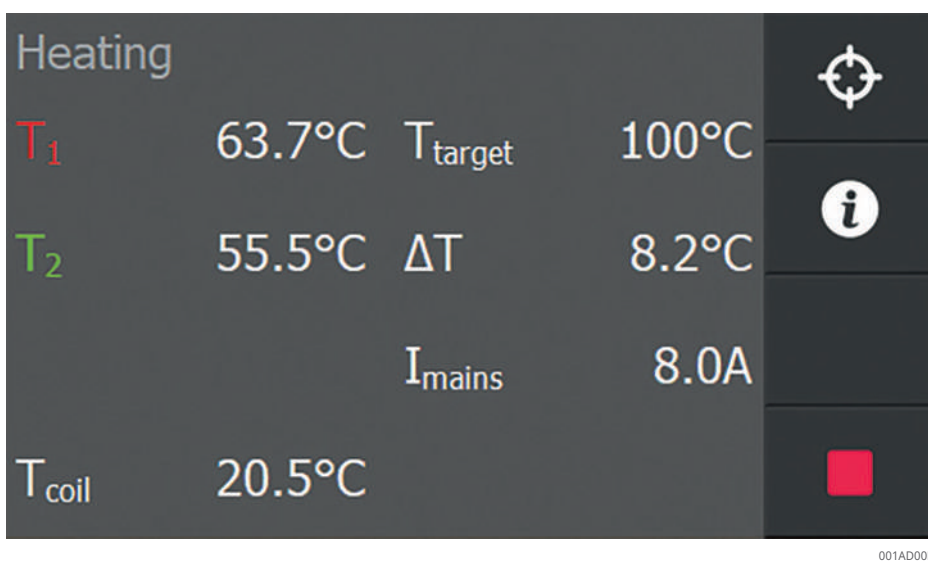 Heating
T1 63.7°C Ttarget 100°C
T2 55.5°C ΔT 8.2°C
Imains 8.0A
Tcoil 20.5°C
i
001AD00